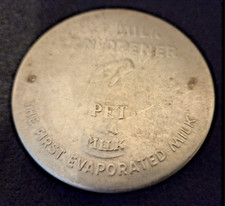 MILK
CAN OPENER
PET
MILK
THE FIRST EVAPORATED MILK